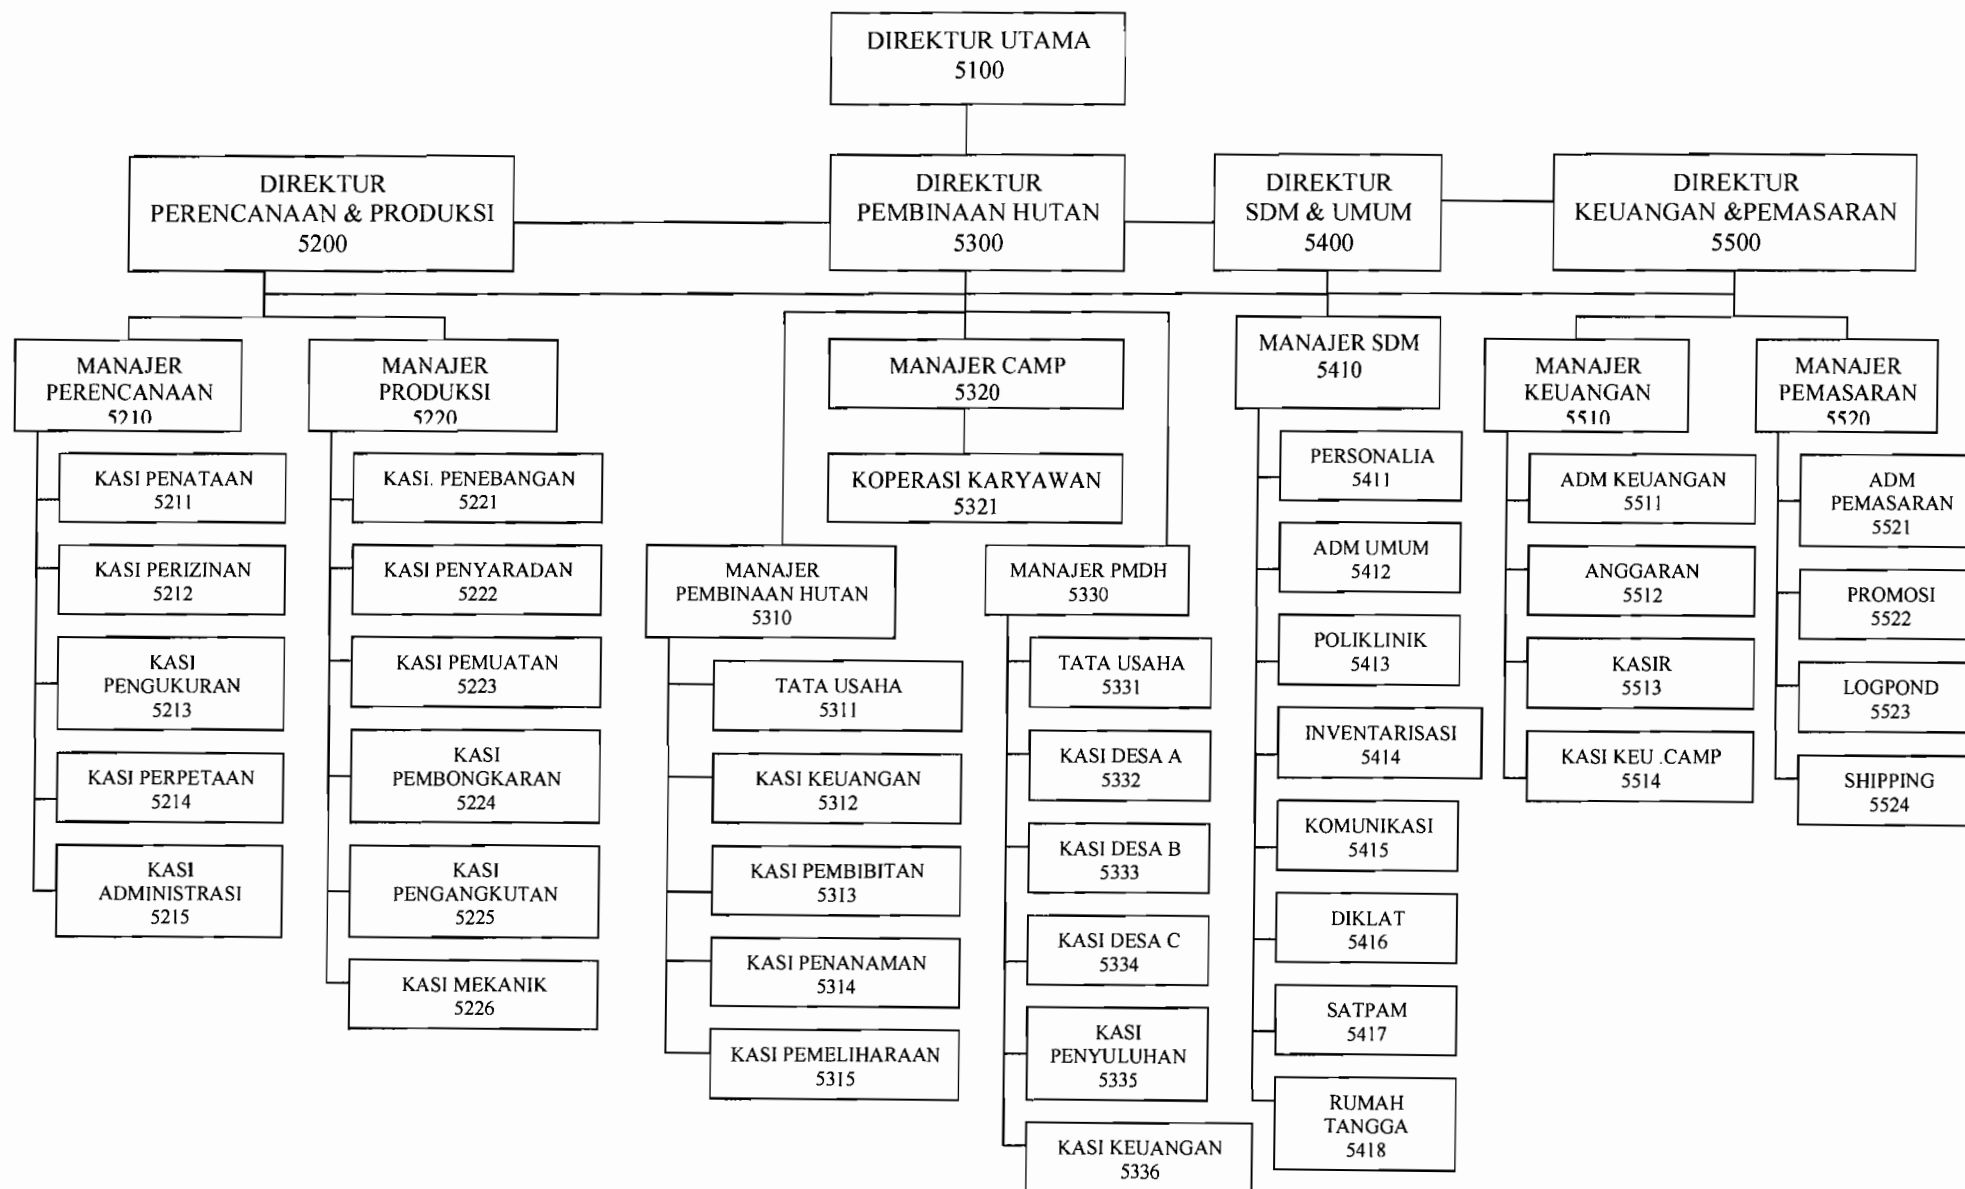 DIREKTUR UTAMA
5100
DIREKTUR
PERENCANAAN & PRODUKSI
5200
DIREKTUR
PEMBINAAN HUTAN
5300
DIREKTUR
SDM & UMUM
5400
DIREKTUR
KEUANGAN &PEMASARAN
5500
MANAJER
PERENCANAAN
5210
KASI PENATAAN
5211
KASI PERIZINAN
5212
KASI
PENGUKURAN
5213
KASI PERPETAAN
5214
KASI
ADMINISTRASI
5215
MANAJER
PRODUKSI
5220
KASI. PENEBANGAN
5221
KASI PENYARADAN
5222
KASI PEMUATAN
5223
KASI
PEMBONGKARAN
5224
KASI
PENGANGKUTAN
5225
KASI MEKANIK
5226
MANAJER CAMP
5320
KOPERASI KARYAWAN
5321
MANAJER
PEMBINAAN HUTAN
5310
TATA USAHA
5311
KASI KEUANGAN
5312
KASI PEMBIBITAN
5313
KASI PENANAMAN
5314
KASI PEMELIHARAAN
5315
MANAJER PMDH
5330
TATA USAHA
5331
KASI DESA A
5332
KASI DESA B
5333
KASI DESA C
5334
KASI
PENYULUHAN
5335
KASI KEUANGAN
5336
MANAJER SDM
5410
PERSONALIA
5411
ADM UMUM
5412
POLIKLINIK
5413
INVENTARISASI
5414
KOMUNIKASI
5415
DIKLAT
5416
SATPAM
5417
RUMAH
TANGGA
5418
MANAJER
KEUANGAN
5510
ADM KEUANGAN
5511
ANGGARAN
5512
KASIR
5513
KASI KEU .CAMP
5514
MANAJER
PEMASARAN
5520
ADM
PEMASARAN
5521
PROMOSI
5522
LOGPOND
5523
SHIPPING
5524